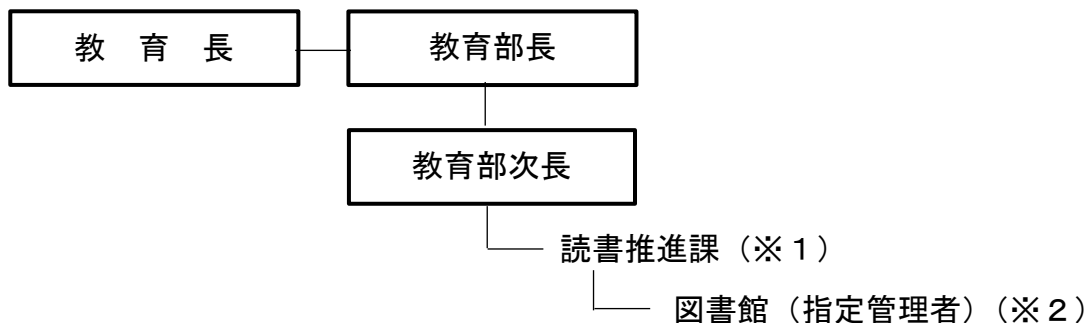 教　育　長
教育部長
教育部次長
読書推進課（※１）
図書館（指定管理者）（※２）